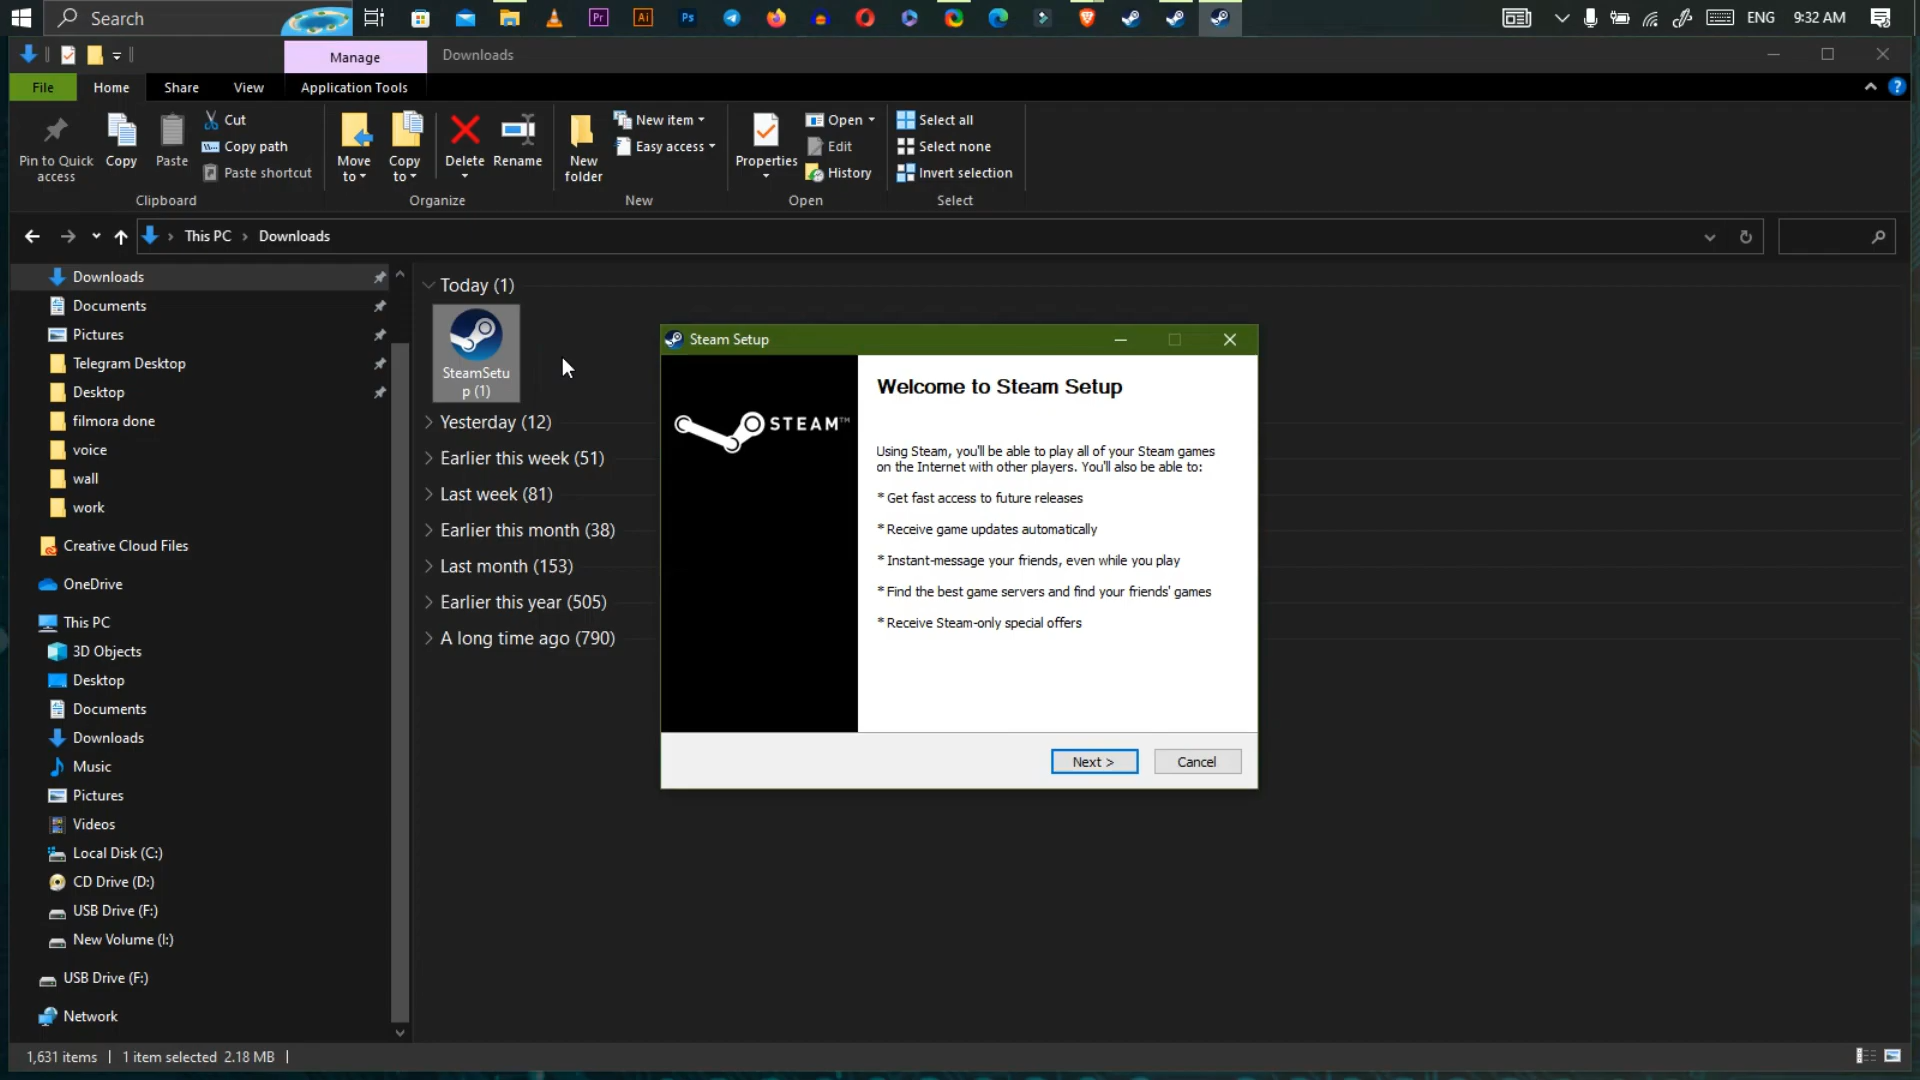 Search
Pr
Ai
Ps
ENG
9:32 AM
Manage
Downloads
File
Home
Share
View
Application Tools
Pin to Quick
access
Copy
Paste
Cut
Copy path
Paste shortcut
Clipboard
Move
to
Copy
to
Delete
Rename
Organize
New
folder
New item
Easy access
New
Properties
Open
Edit
History
Open
Select all
Select none
Invert selection
Select
This PC
Downloads
Downloads
Documents
Pictures
Telegram Desktop
Desktop
filmora done
voice
wall
work
Creative Cloud Files
OneDrive
This PC
3D Objects
Desktop
Documents
Downloads
Music
Pictures
Videos
Local Disk (C:)
CD Drive (D:)
USB Drive (F:)
New Volume (I:)
USB Drive (F:)
Network
Today (1)
SteamSetu
p (1)
Yesterday (12)
Earlier this week (51)
Last week (81)
Earlier this month (38)
Last month (153)
Earlier this year (505)
A long time ago (790)
Steam Setup
STEAM™
Welcome to Steam Setup
Using Steam, you'll be able to play all of your Steam games
on the Internet with other players. You'll also be able to:
* Get fast access to future releases
* Receive game updates automatically
* Instant-message your friends, even while you play
* Find the best game servers and find your friends' games
* Receive Steam-only special offers
Next >
Cancel
1,631 items
1 item selected 2.18 MB